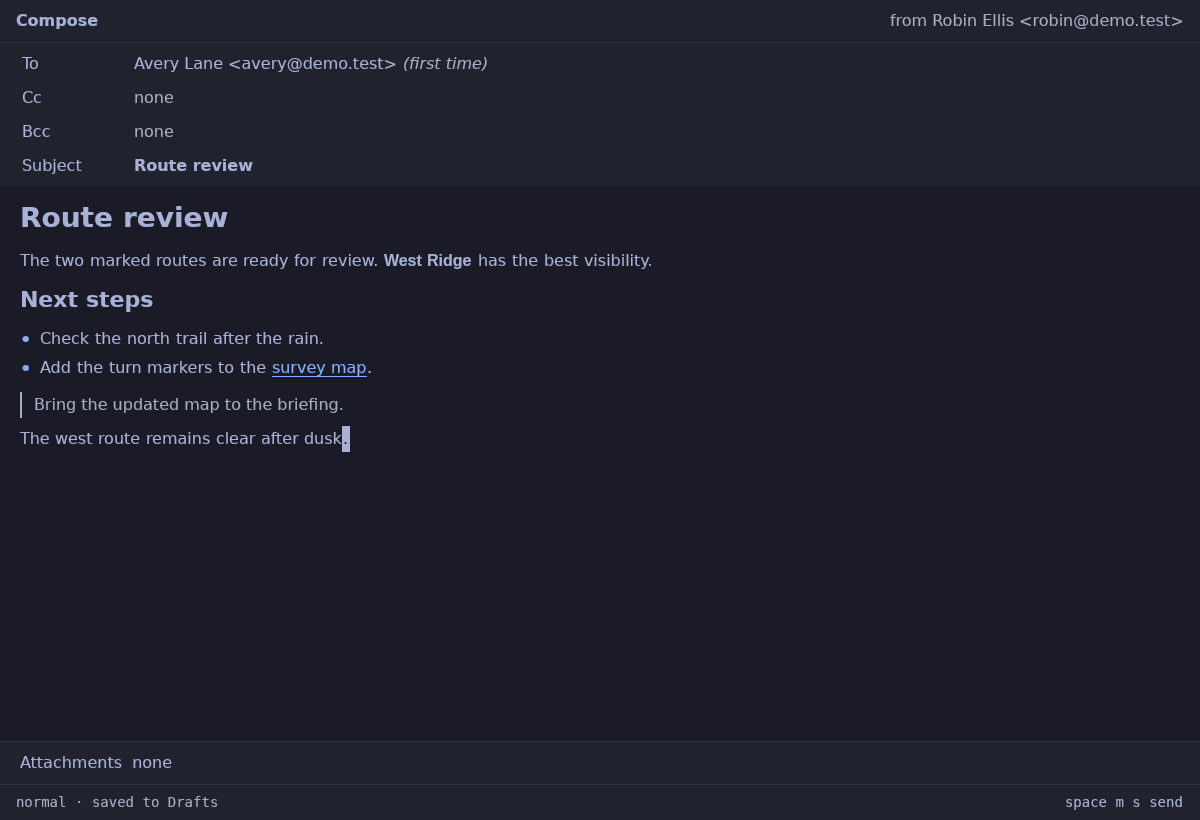 Compose
from Robin Ellis <robin@demo.test>
To Avery Lane <avery@demo.test> (first time)
Cc none
Bcc none
Subject Route review
Route review
The two marked routes are ready for review. West Ridge has the best visibility.
Next steps
• Check the north trail after the rain.
• Add the turn markers to the survey map.
Bring the updated map to the briefing.
The west route remains clear after dusk.
Attachments none
normal · saved to Drafts
space m s send